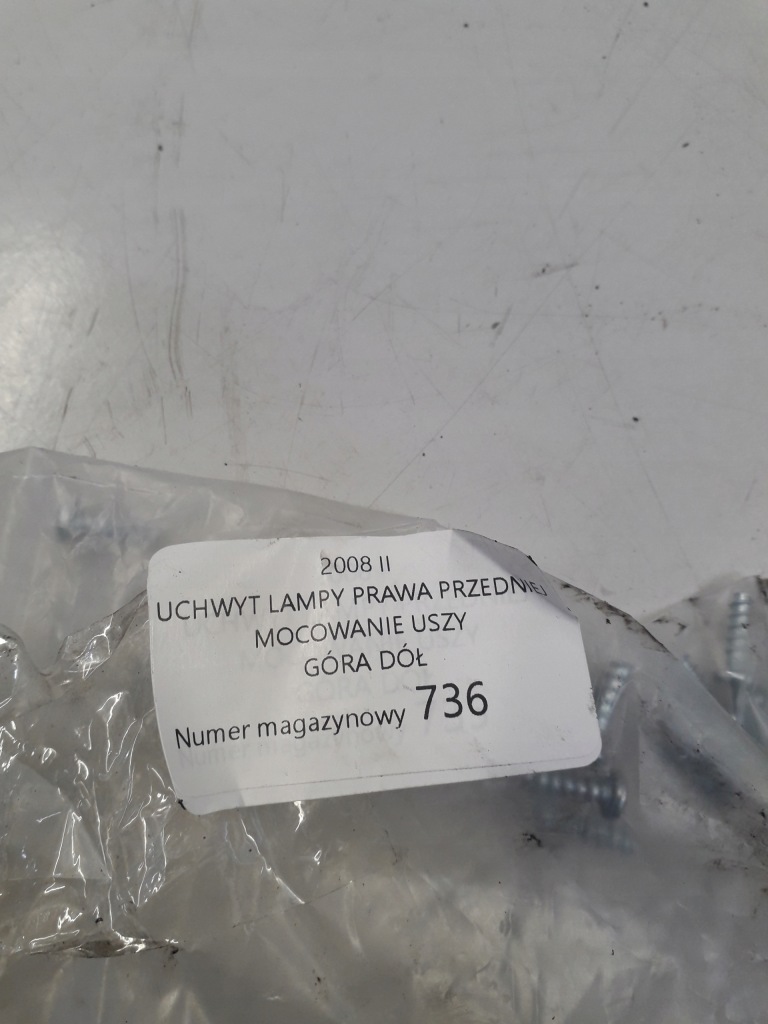 2008 II
UCHWYT LAMPY PRAWA PRZEDNIEJ
MOCOWANIE USZY
GÓRA DÓŁ
Numer magazynowy 736